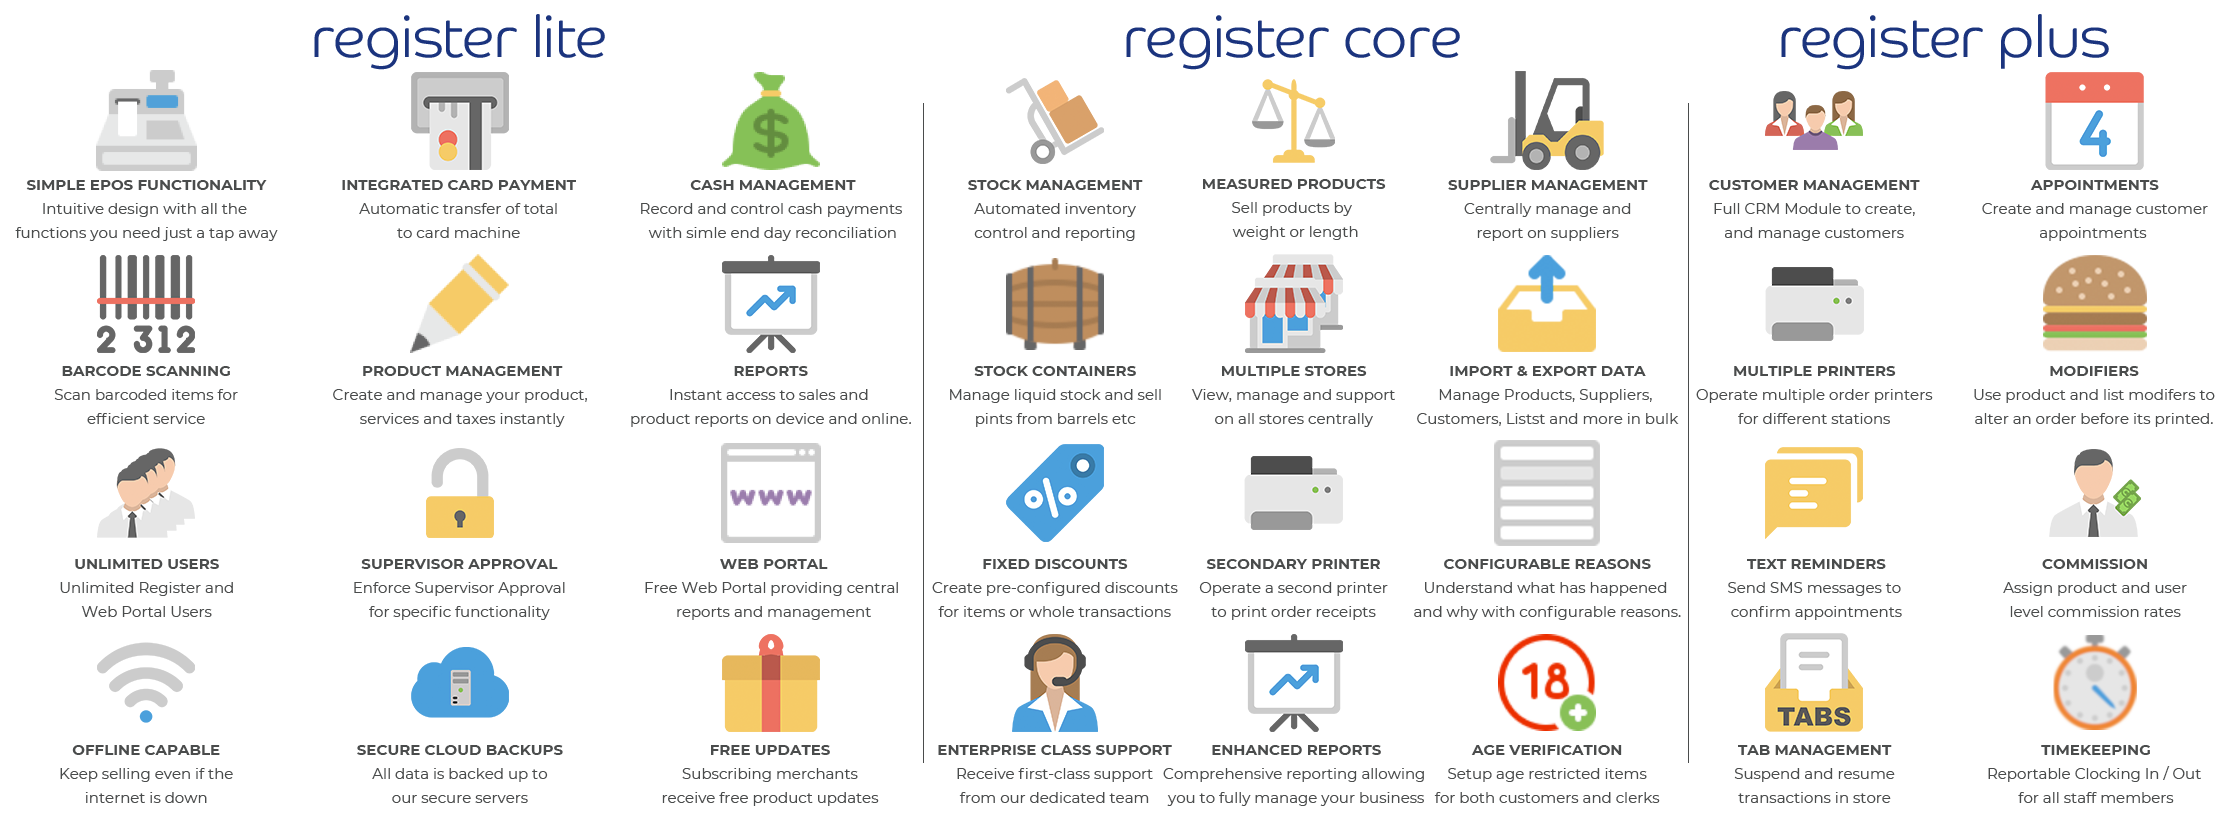 register lite
SIMPLE EPOS FUNCTIONALITY
Intuitive design with all the
functions you need just a tap away
INTEGRATED CARD PAYMENT
Automatic transfer of total
to card machine
$
CASH MANAGEMENT
Record and control cash payments
with simle end day reconciliation
2 312
BARCODE SCANNING
Scan barcoded items for
efficient service
PRODUCT MANAGEMENT
Create and manage your product,
services and taxes instantly
REPORTS
Instant access to sales and
product reports on device and online.
UNLIMITED USERS
Unlimited Register and
Web Portal Users
SUPERVISOR APPROVAL
Enforce Supervisor Approval
for specific functionality
www
WEB PORTAL
Free Web Portal providing central
reports and management
OFFLINE CAPABLE
Keep selling even if the
internet is down
SECURE CLOUD BACKUPS
All data is backed up to
our secure servers
FREE UPDATES
Subscribing merchants
receive free product updates
register core
STOCK MANAGEMENT
Automated inventory
control and reporting
MEASURED PRODUCTS
Sell products by
weight or length
SUPPLIER MANAGEMENT
Centrally manage and
report on suppliers
STOCK CONTAINERS
Manage liquid stock and sell
pints from barrels etc
MULTIPLE STORES
View, manage and support
on all stores centrally
IMPORT & EXPORT DATA
Manage Products, Suppliers,
Customers, Listst and more in bulk
%
FIXED DISCOUNTS
Create pre-configured discounts
for items or whole transactions
SECONDARY PRINTER
Operate a second printer
to print order receipts
CONFIGURABLE REASONS
Understand what has happened
and why with configurable reasons.
ENTERPRISE CLASS SUPPORT
Receive first-class support
from our dedicated team
ENHANCED REPORTS
Comprehensive reporting allowing
you to fully manage your business
18
AGE VERIFICATION
Setup age restricted items
for both customers and clerks
register plus
CUSTOMER MANAGEMENT
Full CRM Module to create,
and manage customers
4
APPOINTMENTS
Create and manage customer
appointments
MULTIPLE PRINTERS
Operate multiple order printers
for different stations
MODIFIERS
Use product and list modifers to
alter an order before its printed.
TEXT REMINDERS
Send SMS messages to
confirm appointments
COMMISSION
Assign product and user
level commission rates
TABS
TAB MANAGEMENT
Suspend and resume
transactions in store
TIMEKEEPING
Reportable Clocking In / Out
for all staff members